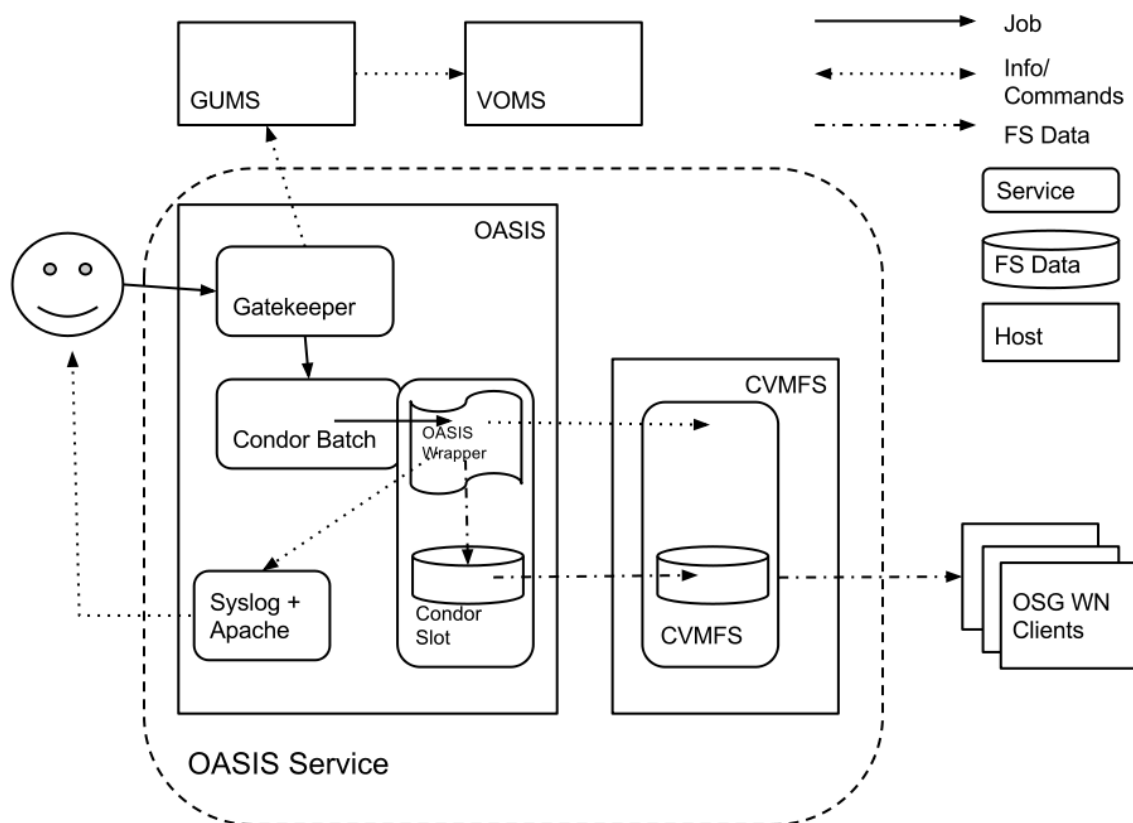 Job
GUMS
VOMS
Info/
Commands
FS Data
Service
OASIS
FS Data
Gatekeeper
Host
CVMFS
Condor Batch
OASIS
Wrapper
Syslog +
Apache
Condor
Slot
CVMFS
OSG WN
Clients
OASIS Service